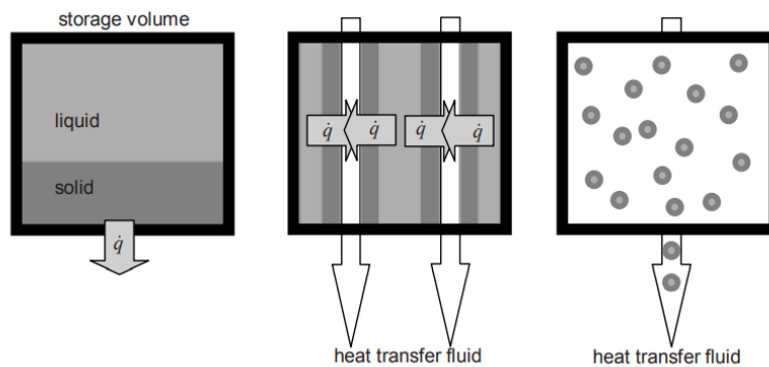 storage volume
liquid
solid
q̇
q̇ q̇ q̇ q̇
heat transfer fluid
heat transfer fluid